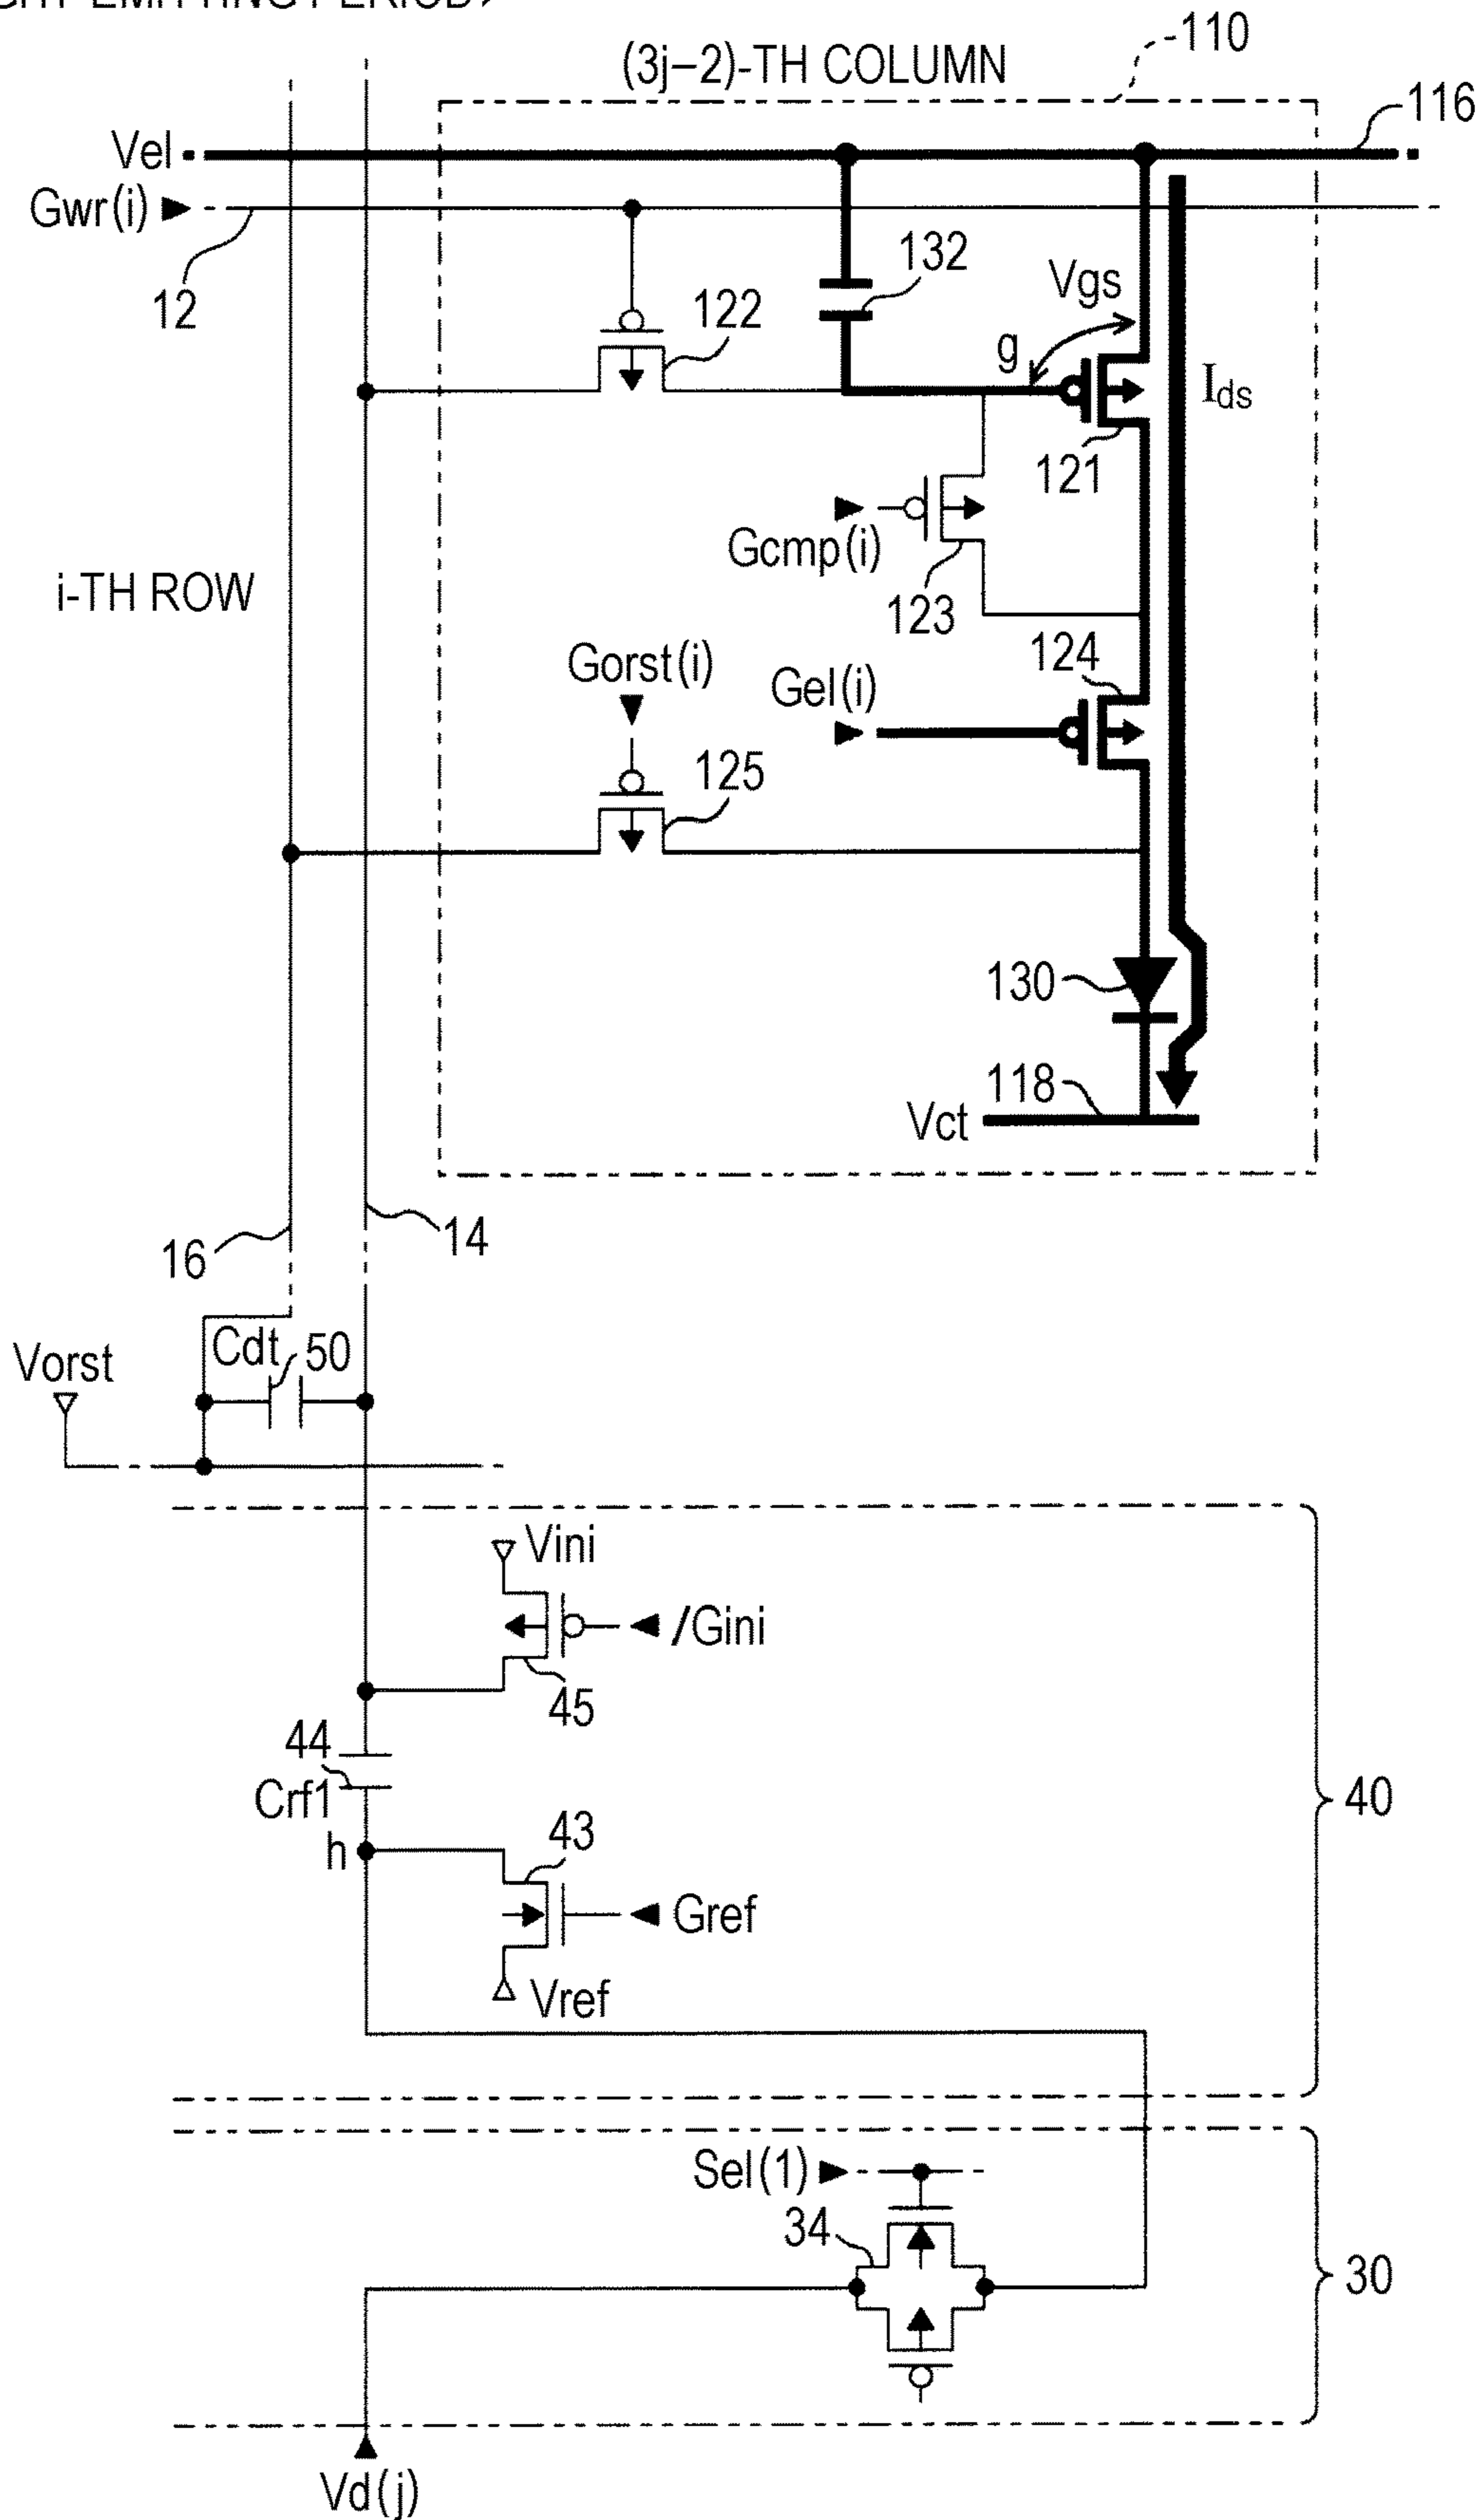 (3j-2)-TH COLUMN
110
116
Vel
Gwr(i)
12
132
Vgs
122
g
Ids
121
Gcmp(i)
123
i-TH ROW
124
Gorst(i)
Gel(i)
125
130
118
Vct
16
14
Cdt
50
Vorst
Vini
/Gini
45
44
Crf1
43
40
h
Gref
Vref
Sel(1)
34
30
Vd(j)